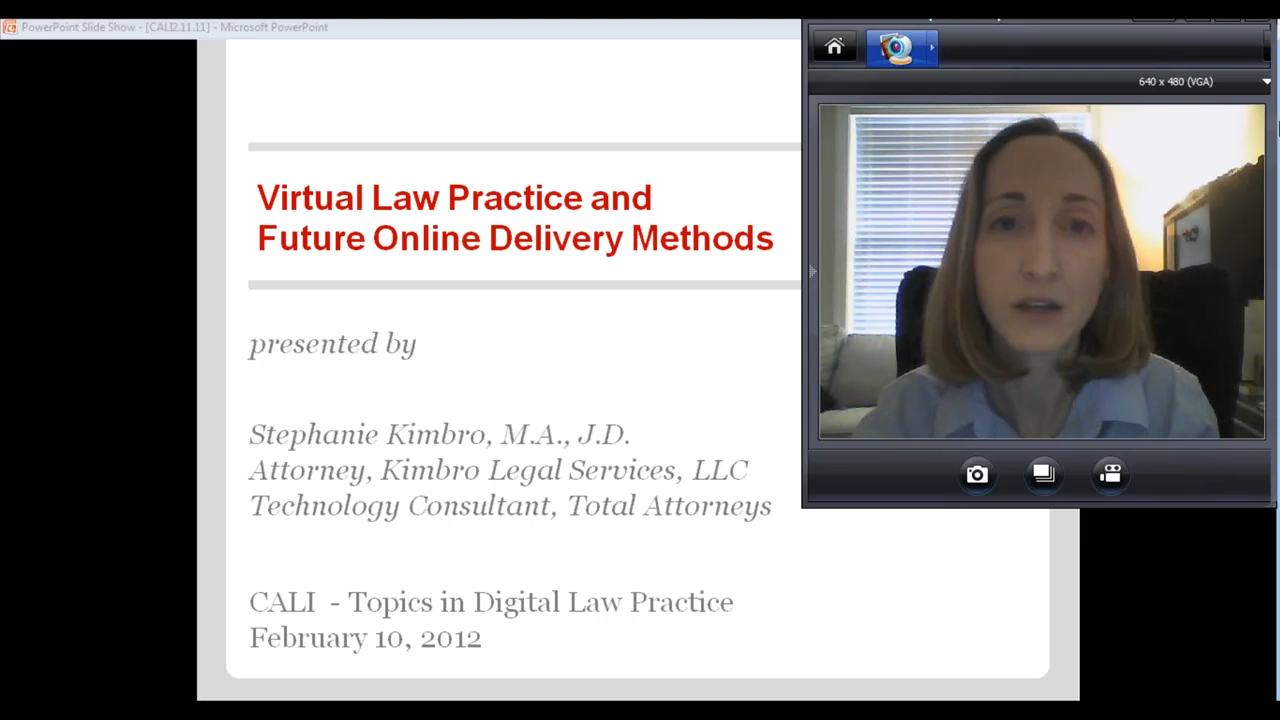 PowerPoint Slide Show - [CALI2.11.11] - Microsoft PowerPoint
640 x 480 (VGA)
Virtual Law Practice and
Future Online Delivery Methods
presented by
Stephanie Kimbro, M.A., J.D.
Attorney, Kimbro Legal Services, LLC
Technology Consultant, Total Attorneys
CALI - Topics in Digital Law Practice
February 10, 2012